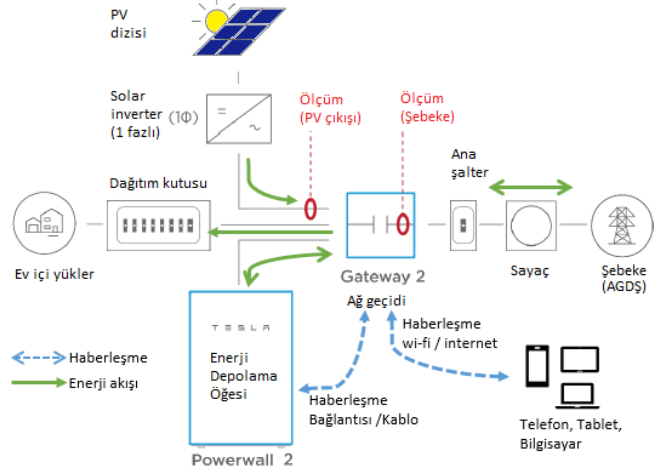 PV
dizisi
Solar
inverter (1Φ)
(1 fazlı)
Ölçüm
(PV çıkışı)
Ölçüm
(Şebeke)
Ana
şalter
Dağıtım kutusu
Ev içi yükler
Gateway 2
Ağ geçidi
Sayaç
Şebeke
(AGDŞ)
Haberleşme
wi-fi / internet
TESLA
Enerji
Depolama
Öğesi
Haberleşme
Enerji akışı
Haberleşme
Bağlantısı /Kablo
Telefon, Tablet,
Bilgisayar
Powerwall 2